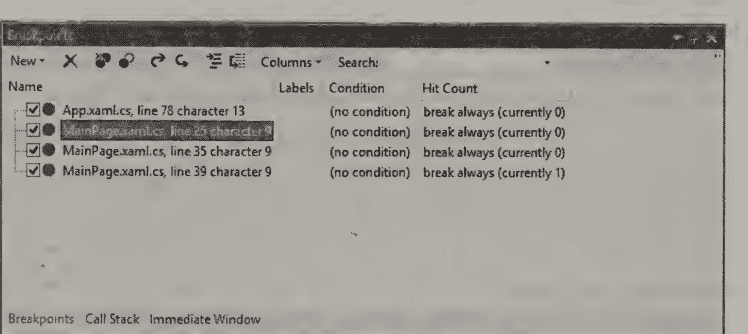 Breakpoints
New Columns Search:
Name Labels Condition Hit Count
App.xaml.cs, line 78 character 13 (no condition) break always (currently 0)
MainPage.xaml.cs, line 25 character 9 (no condition) break always (currently 0)
MainPage.xaml.cs, line 35 character 9 (no condition) break always (currently 0)
MainPage.xaml.cs, line 39 character 9 (no condition) break always (currently 1)
Breakpoints Call Stack Immediate Window